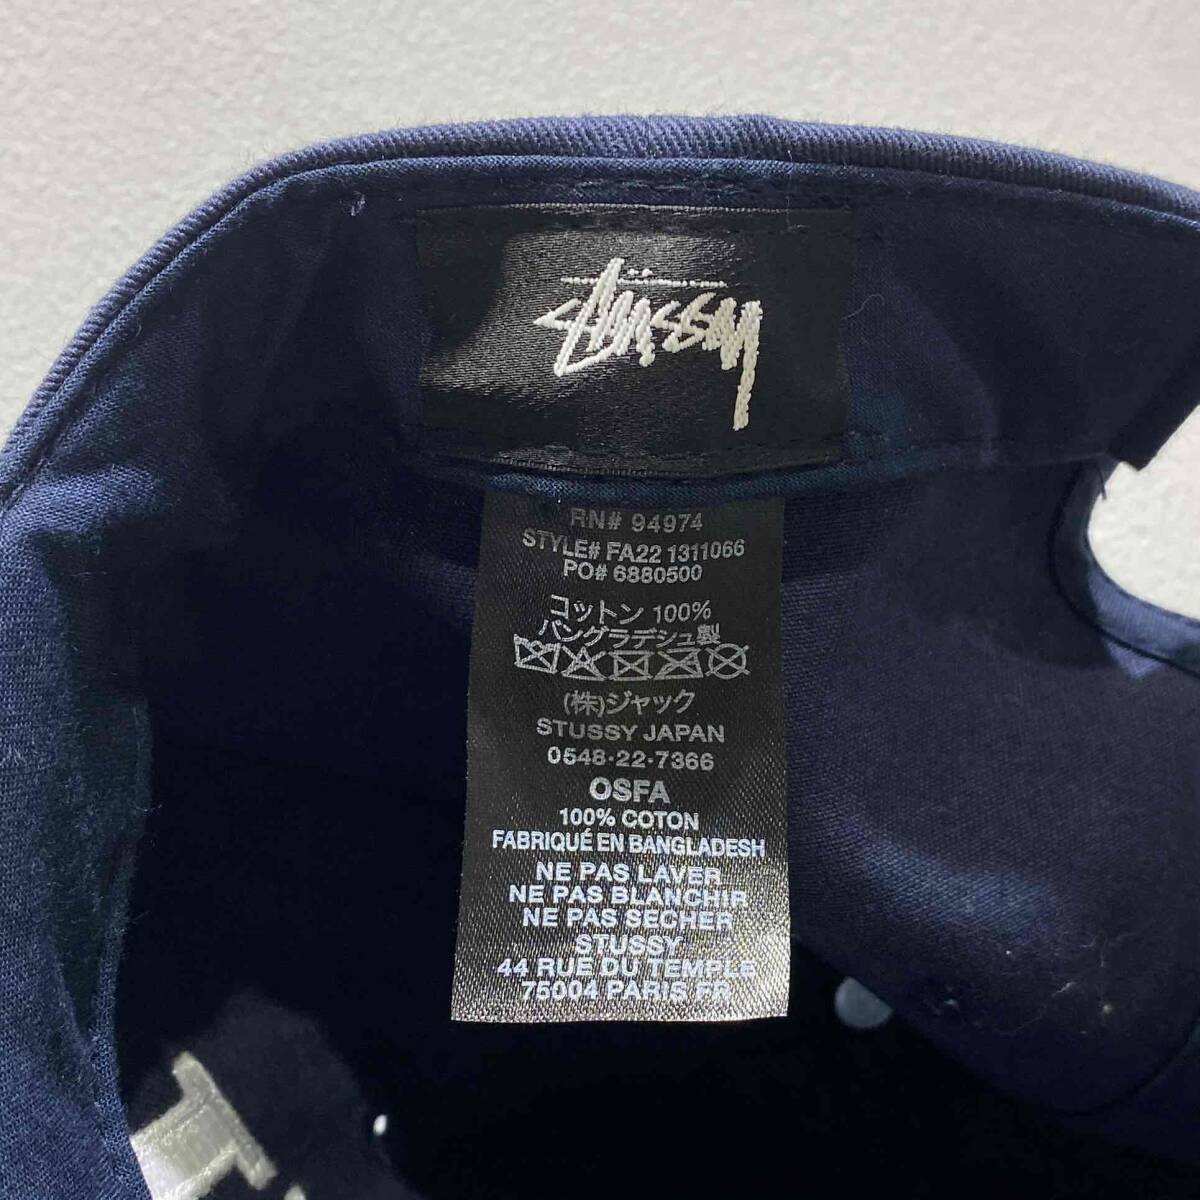 Stüssy
RN# 94974
STYLE# FA22 1311066
PO# 6880500
コットン 100%
バングラデシュ製
(株)ジャック
STUSSY JAPAN
0548-22-7366
OSFA
100% COTON
FABRIQUÉ EN BANGLADESH
NE PAS LAVER
NE PAS BLANCHIR
NE PAS SECHER
STUSSY
44 RUE DU TEMPLE
75004 PARIS FR